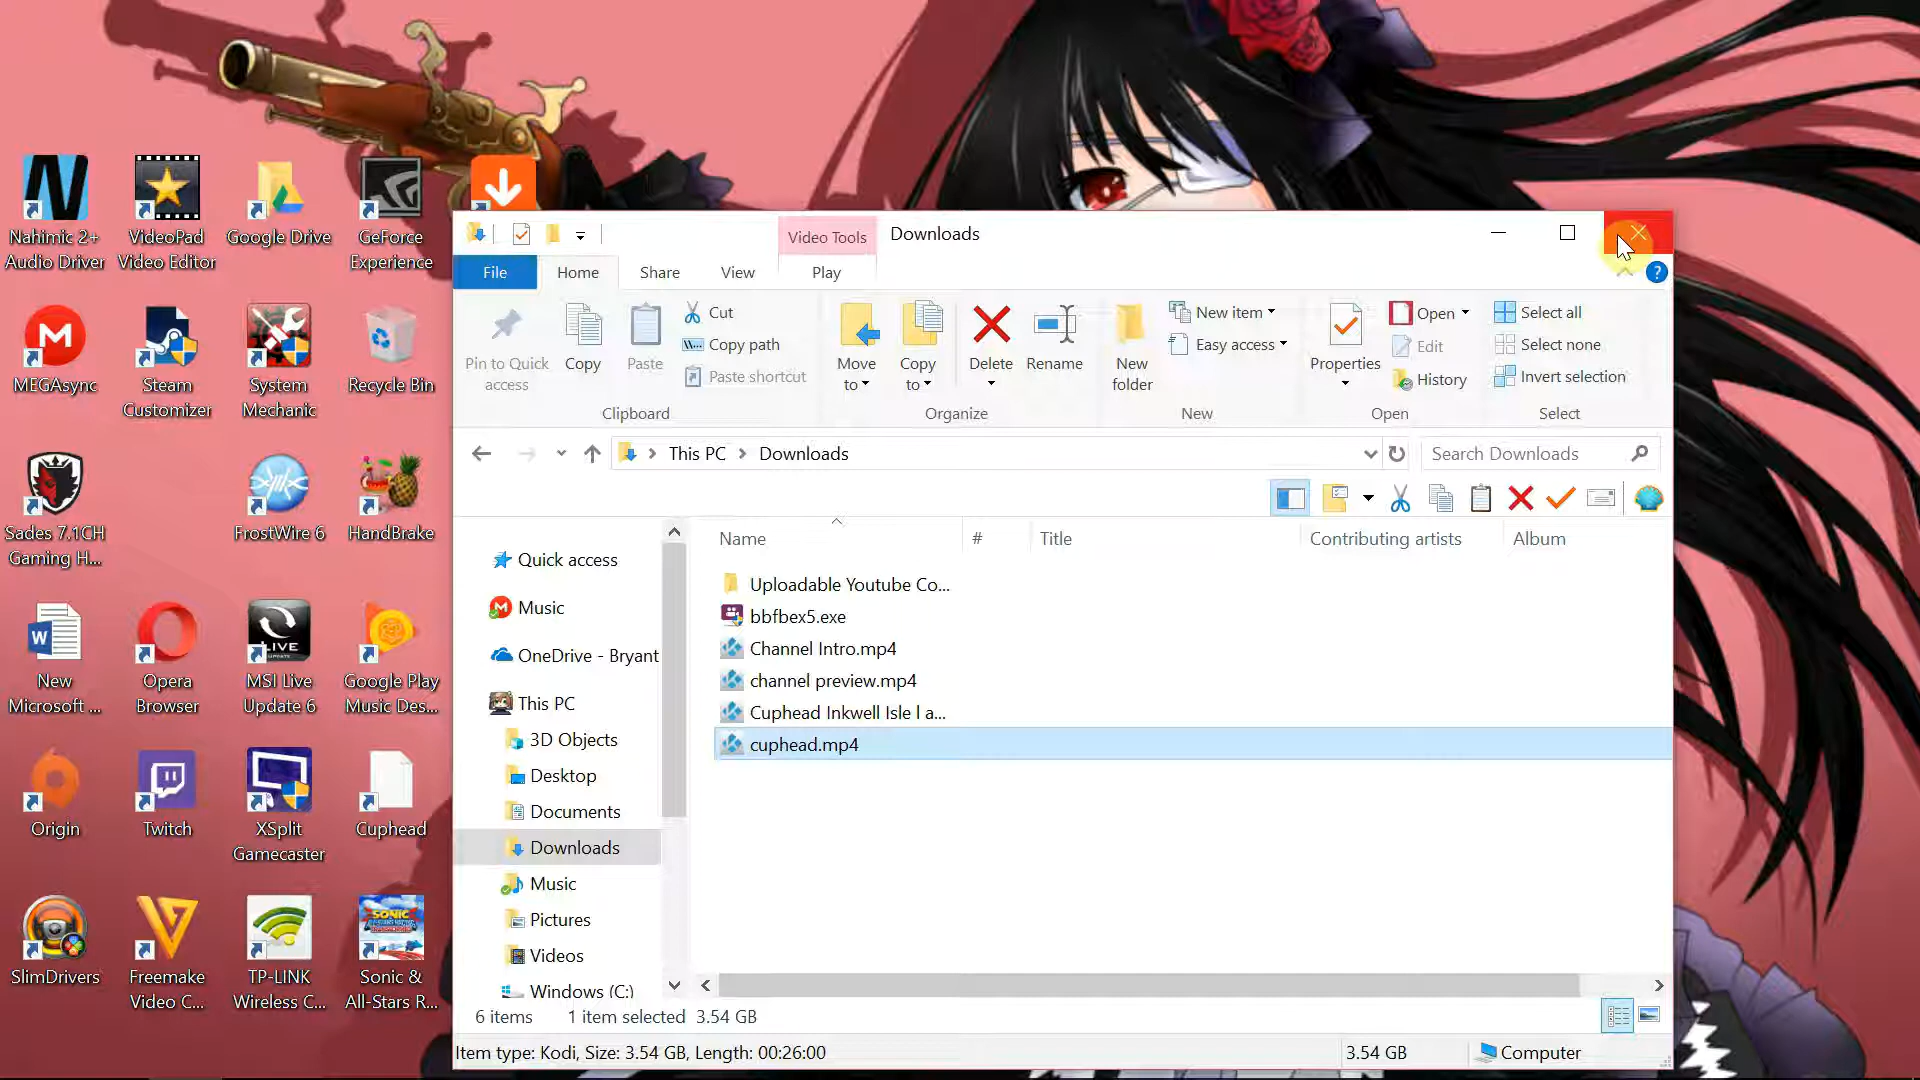 Nahimic 2+
Audio Driver
VideoPad
Video Editor
Google Drive
GeForce
Experience
MEGAsync
Steam
Customizer
System
Mechanic
Recycle Bin
Sades 7.1CH
Gaming H...
FrostWire 6
HandBrake
New
Microsoft ...
Opera
Browser
LIVE
UPDATE
MSI Live
Update 6
Google Play
Music Des...
Origin
Twitch
XSplit
Gamecaster
Cuphead
SlimDrivers
Freemake
Video C...
TP-LINK
Wireless C...
SONIC
Sonic &
All-Stars R...
Video Tools
Downloads
File
Home
Share
View
Play
Pin to Quick
access
Copy
Paste
Cut
Copy path
Paste shortcut
Clipboard
Move
to
Copy
to
Delete
Rename
Organize
New
folder
New item
Easy access
New
Properties
Open
Edit
History
Open
Select all
Select none
Invert selection
Select
This PC
Downloads
Search Downloads
Quick access
Music
OneDrive - Bryant
This PC
3D Objects
Desktop
Documents
Downloads
Music
Pictures
Videos
Windows (C:)
Name # Title Contributing artists Album
Uploadable Youtube Co...
bbfbex5.exe
Channel Intro.mp4
channel preview.mp4
Cuphead Inkwell Isle l a...
cuphead.mp4
6 items 1 item selected 3.54 GB
Item type: Kodi, Size: 3.54 GB, Length: 00:26:00 3.54 GB Computer